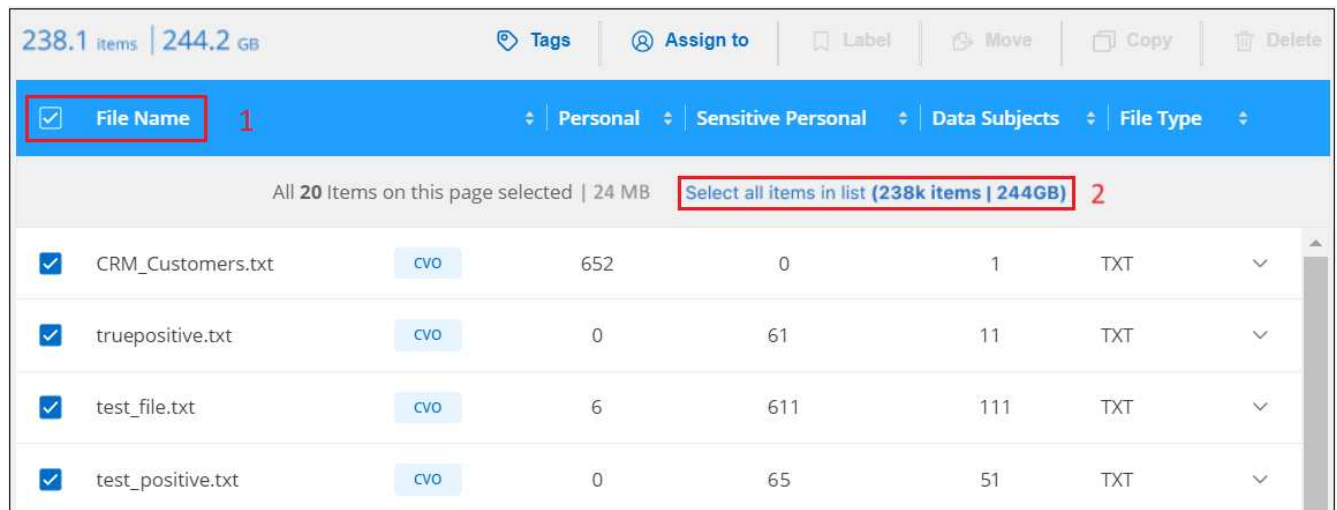 238.1 items | 244.2 GB Tags Assign to Label Move Copy Delete
File Name 1 Personal Sensitive Personal Data Subjects File Type
All 20 Items on this page selected | 24 MB Select all items in list (238k items | 244GB) 2
CRM_Customers.txt CVO 652 0 1 TXT
truepositive.txt CVO 0 61 11 TXT
test_file.txt CVO 6 611 111 TXT
test_positive.txt CVO 0 65 51 TXT